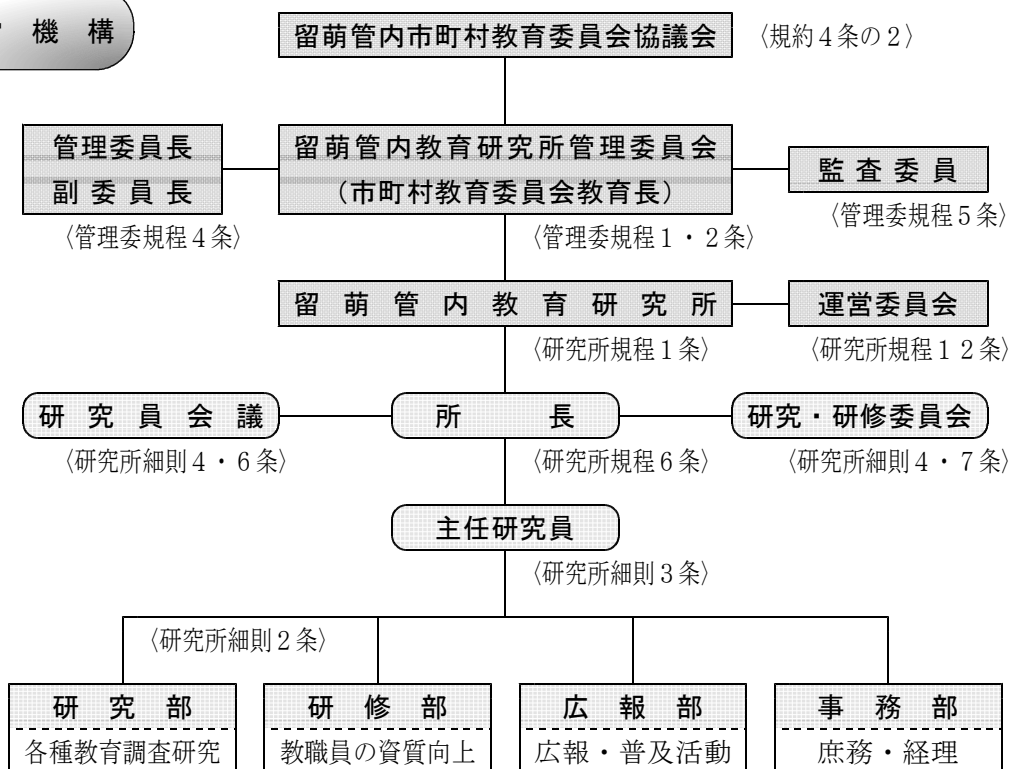 機 構
留萌管内市町村教育委員会協議会 〈規約4条の2〉
管理委員長
副委員長
〈管理委規程4条〉
留萌管内教育研究所管理委員会
（市町村教育委員会教育長）
〈管理委規程1・2条〉
監査委員
〈管理委規程5条〉
留萌管内教育研究所
〈研究所規程1条〉
運営委員会
〈研究所規程12条〉
研究員会議
〈研究所細則4・6条〉
所長
〈研究所規程6条〉
研究・研修委員会
〈研究所細則4・7条〉
主任研究員
〈研究所細則3条〉
〈研究所細則2条〉
研究部
各種教育調査研究
研修部
教職員の資質向上
広報部
広報・普及活動
事務部
庶務・経理